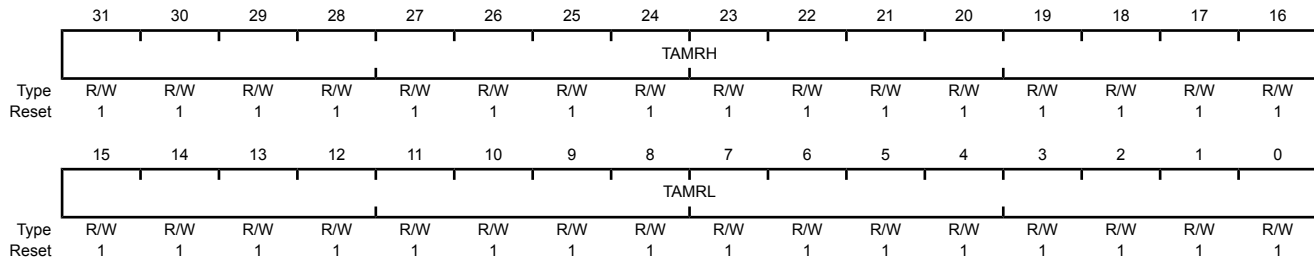 31 30 29 28 27 26 25 24 23 22 21 20 19 18 17 16
TAMRH
Type R/W R/W R/W R/W R/W R/W R/W R/W R/W R/W R/W R/W R/W R/W R/W R/W
Reset 1 1 1 1 1 1 1 1 1 1 1 1 1 1 1 1
15 14 13 12 11 10 9 8 7 6 5 4 3 2 1 0
TAMRL
Type R/W R/W R/W R/W R/W R/W R/W R/W R/W R/W R/W R/W R/W R/W R/W R/W
Reset 1 1 1 1 1 1 1 1 1 1 1 1 1 1 1 1